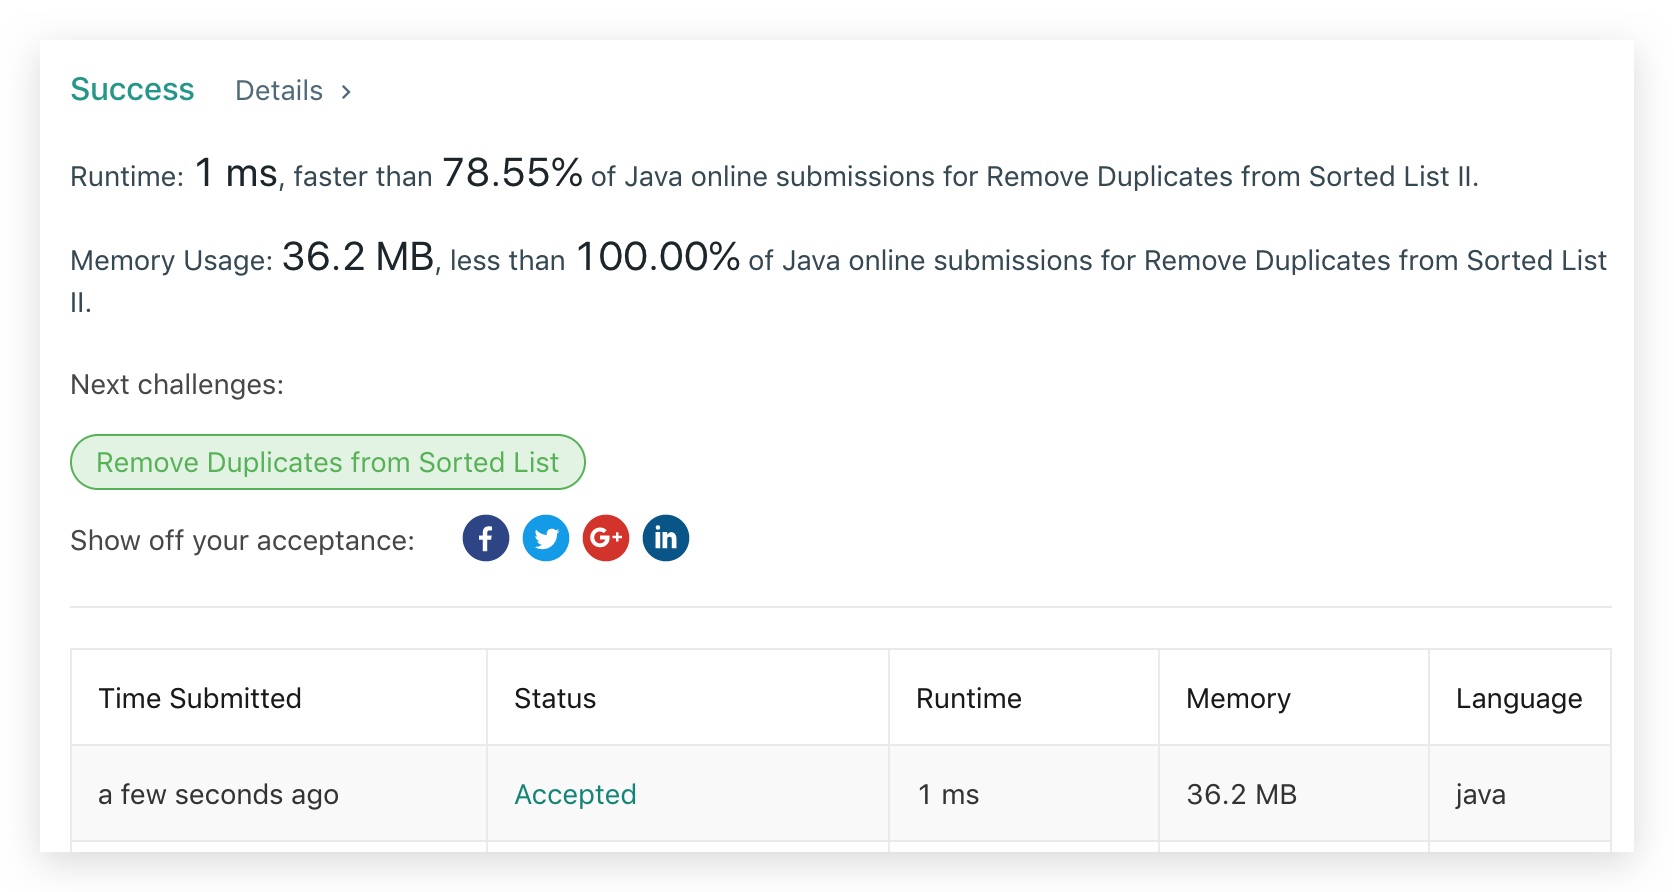 Success Details >
Runtime: 1 ms, faster than 78.55% of Java online submissions for Remove Duplicates from Sorted List II.
Memory Usage: 36.2 MB, less than 100.00% of Java online submissions for Remove Duplicates from Sorted List
II.
Next challenges:
Remove Duplicates from Sorted List
Show off your acceptance: f G+ in
Time Submitted Status Runtime Memory Language
a few seconds ago Accepted 1 ms 36.2 MB java